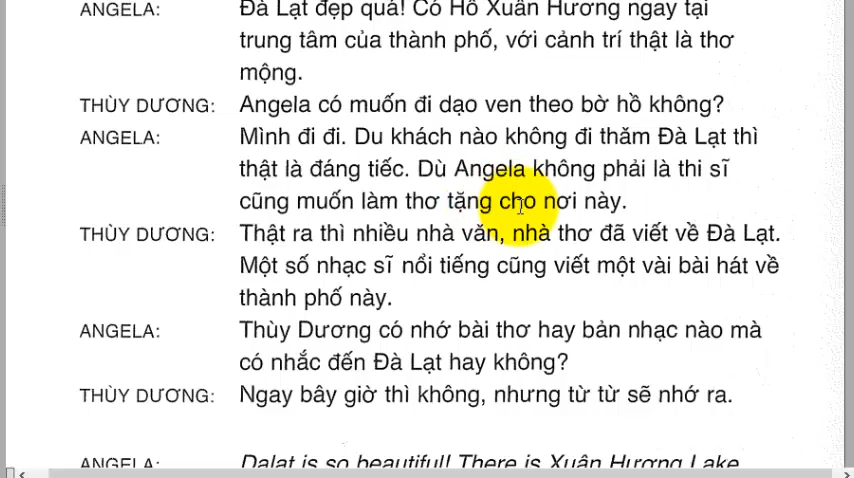 ANGELA: Đà Lạt đẹp quá! Có Hồ Xuân Hương ngay tại
trung tâm của thành phố, với cảnh trí thật là thơ
mộng.
THÙY DƯƠNG: Angela có muốn đi dạo ven theo bờ hồ không?
ANGELA: Mình đi đi. Du khách nào không đi thăm Đà Lạt thì
thật là đáng tiếc. Dù Angela không phải là thi sĩ
cũng muốn làm thơ tặng cho nơi này.
THÙY DƯƠNG: Thật ra thì nhiều nhà văn, nhà thơ đã viết về Đà Lạt.
Một số nhạc sĩ nổi tiếng cũng viết một vài bài hát về
thành phố này.
ANGELA: Thùy Dương có nhớ bài thơ hay bản nhạc nào mà
có nhắc đến Đà Lạt hay không?
THÙY DƯƠNG: Ngay bây giờ thì không, nhưng từ từ sẽ nhớ ra.
ANGELA: Dalat is so beautiful! There is Xuân Hương Lake